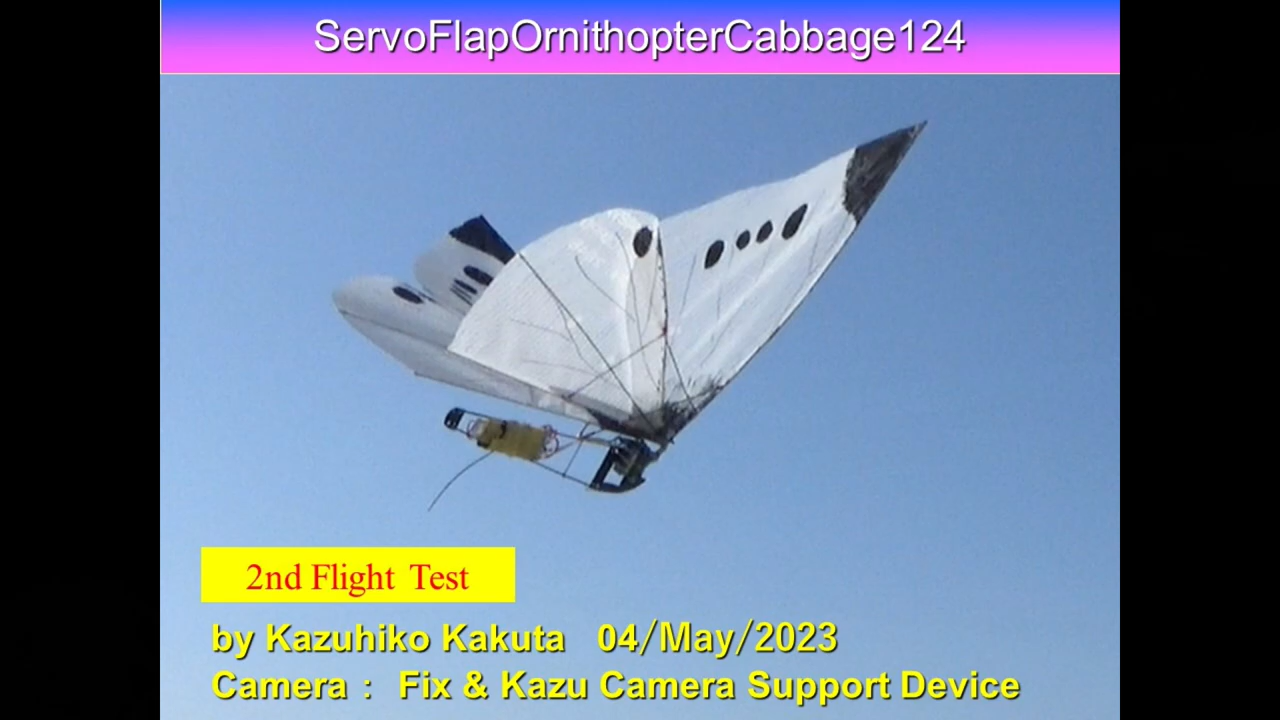 ServoFlapOrnithopterCabbage124
2nd Flight Test
by Kazuhiko Kakuta 04/May/2023
Camera : Fix & Kazu Camera Support Device